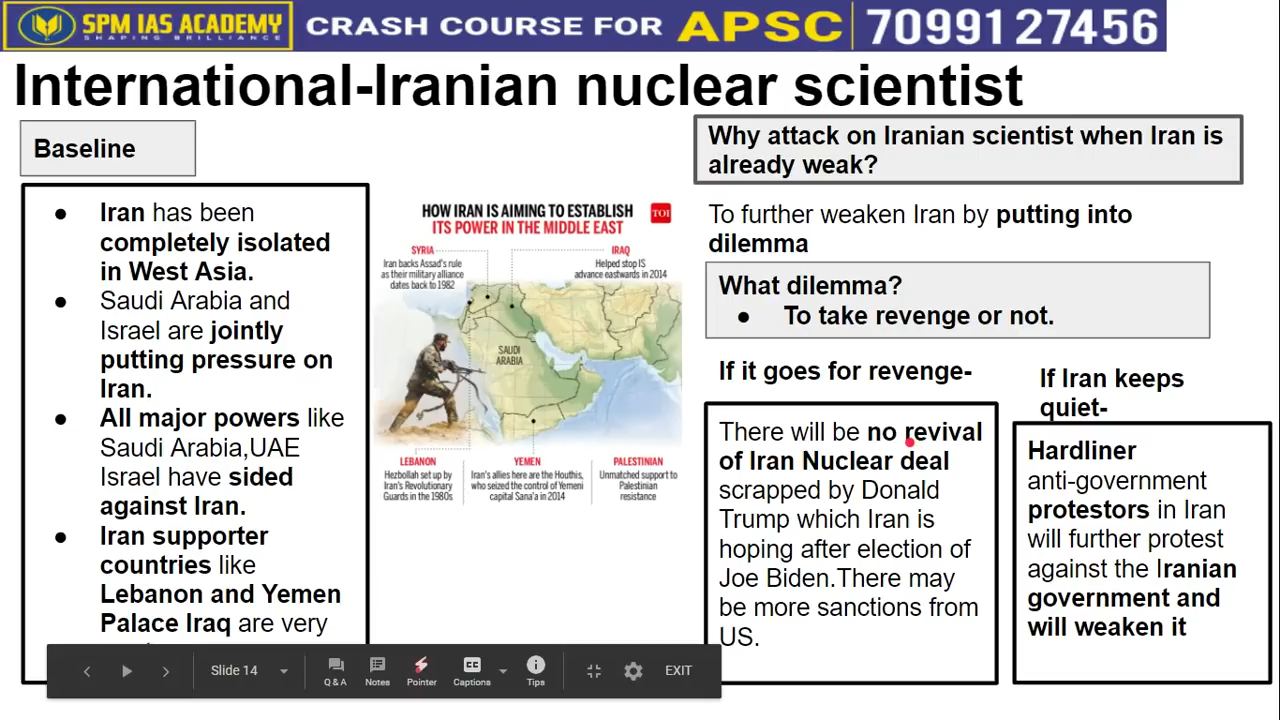 SPM IAS ACADEMY
SHAPING BRILLIANCE
CRASH COURSE FOR APSC 70991 27456
International-Iranian nuclear scientist
Baseline
● Iran has been
completely isolated
in West Asia.
● Saudi Arabia and
Israel are jointly
putting pressure on
Iran.
● All major powers like
Saudi Arabia,UAE
Israel have sided
against Iran.
● Iran supporter
countries like
Lebanon and Yemen
Palace Iraq are very
HOW IRAN IS AIMING TO ESTABLISH
ITS POWER IN THE MIDDLE EAST
TOI
SYRIA
Iran backs Assad's rule
as their military alliance
dates back to 1982
IRAQ
Helped stop IS
advance eastwards in 2014
SAUDI
ARABIA
LEBANON
Hezbollah set up by
Iran's Revolutionary
Guards in the 1980s
YEMEN
Iran's allies here are the Houthis,
who seized the control of Yemeni
capital Sana'a in 2014
PALESTINIAN
Unmatched support to
Palestinian
resistance
Why attack on Iranian scientist when Iran is
already weak?
To further weaken Iran by putting into
dilemma
What dilemma?
● To take revenge or not.
If it goes for revenge-
There will be no revival
of Iran Nuclear deal
scrapped by Donald
Trump which Iran is
hoping after election of
Joe Biden.There may
be more sanctions from
US.
If Iran keeps
quiet-
Hardliner
anti-government
protestors in Iran
will further protest
against the Iranian
government and
will weaken it
Slide 14
Q & A
Notes
Pointer
Captions
Tips
EXIT